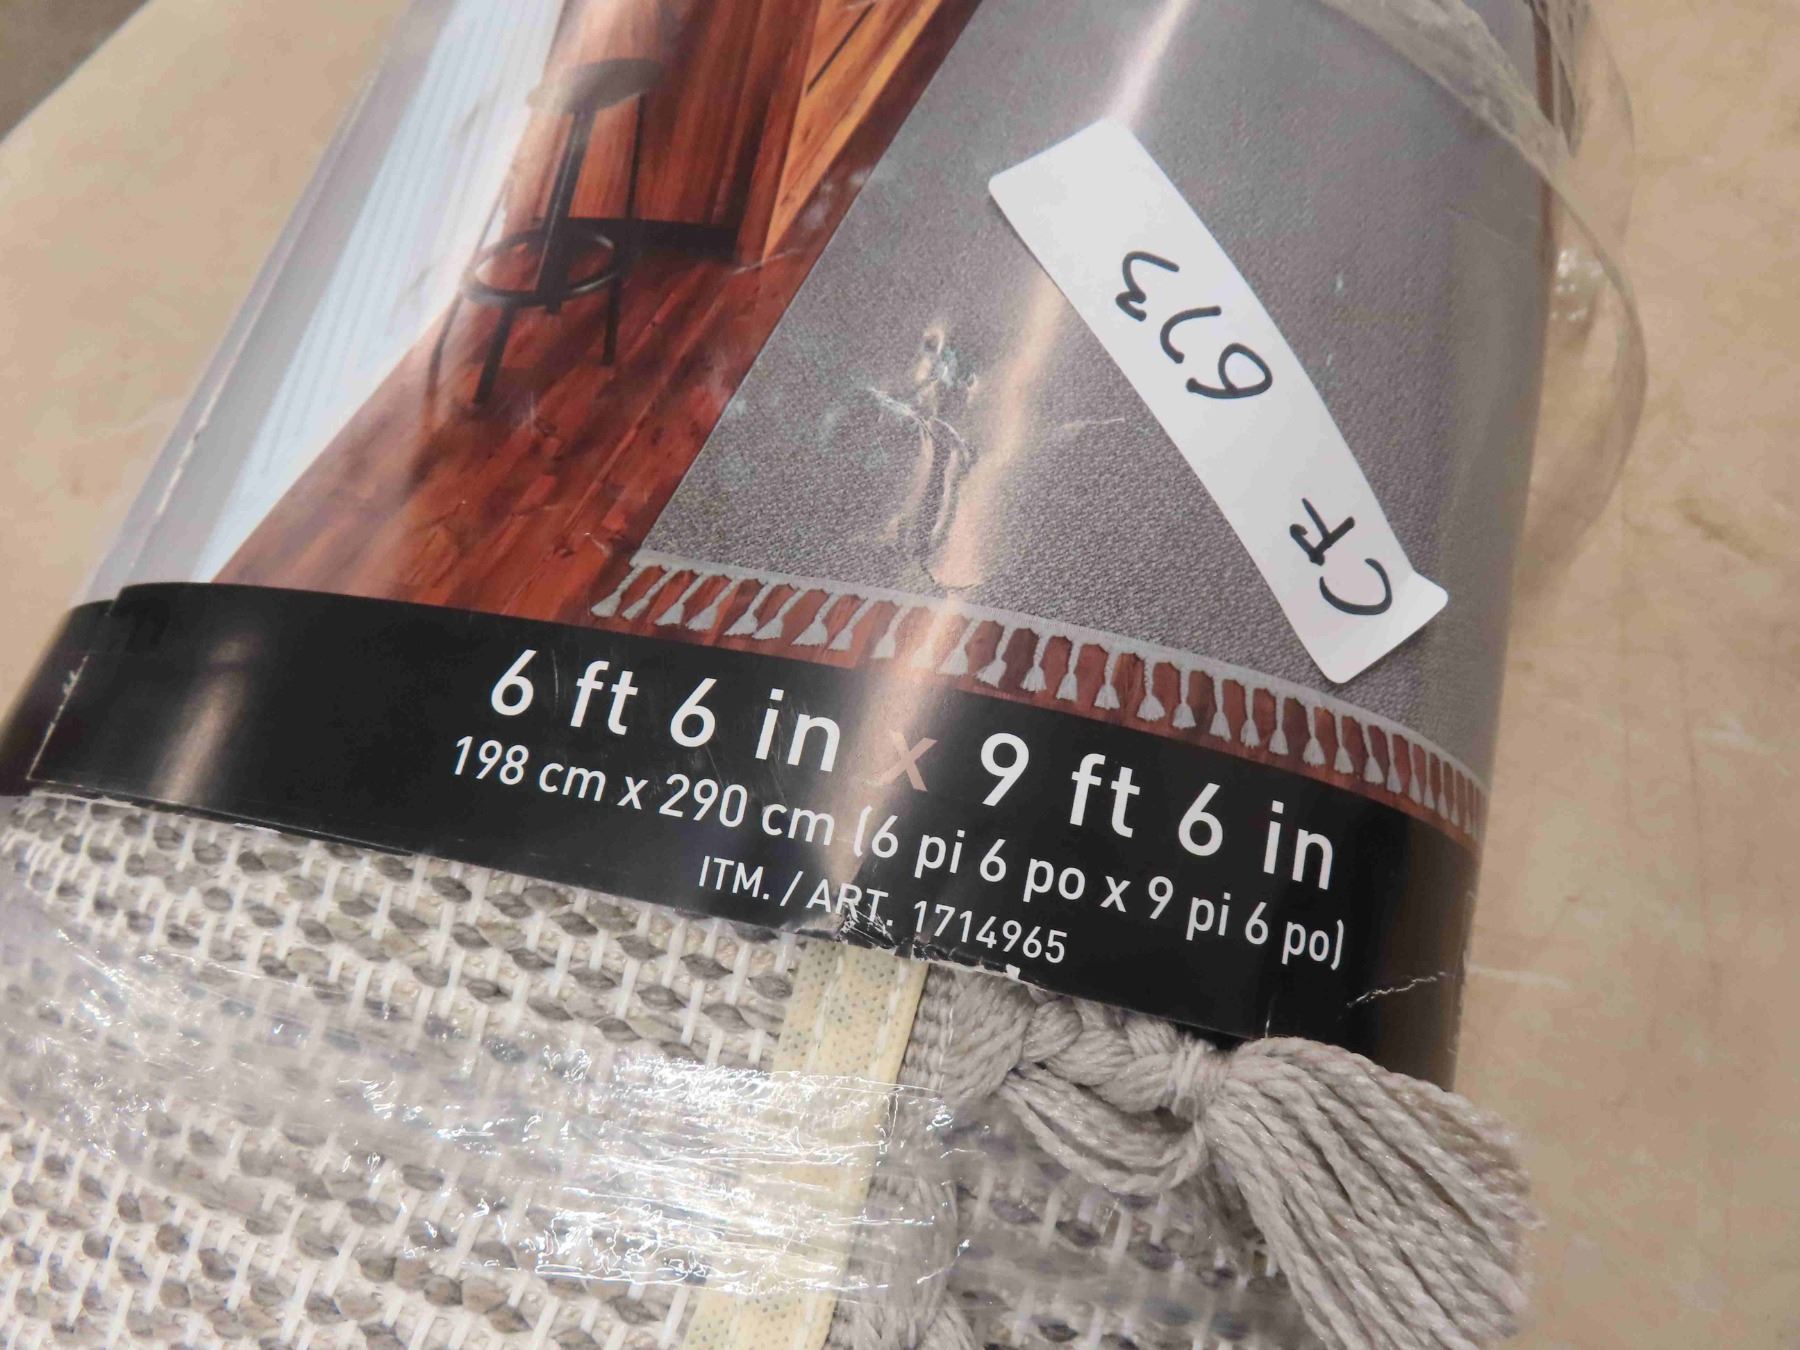 CF 613
6 ft 6 in x 9 ft 6 in
198 cm x 290 cm (6 pi 6 po x 9 pi 6 po)
ITM. / ART. 1714965